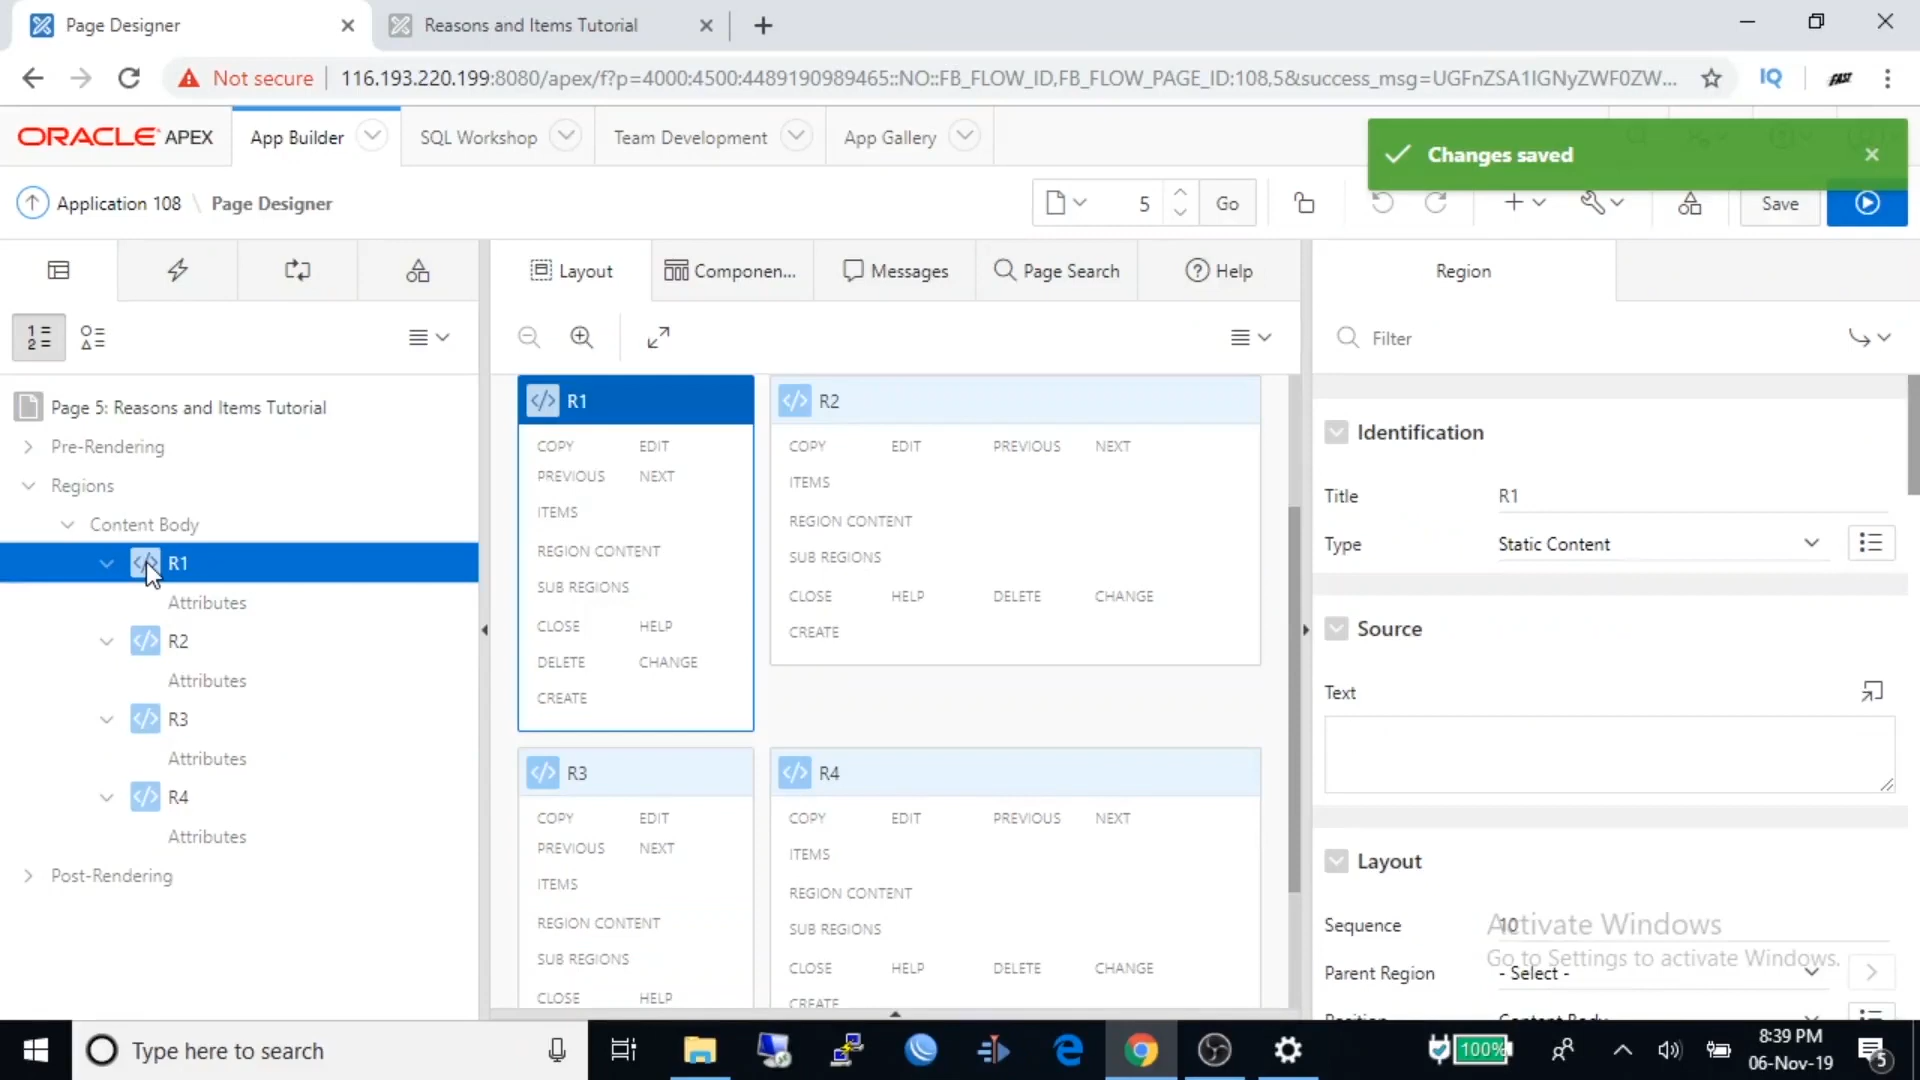 Page Designer
Reasons and Items Tutorial
Not secure
116.193.220.199:8080/apex/f?p=4000:4500:4489190989465::NO::FB_FLOW_ID,FB_FLOW_PAGE_ID:108,5&success_msg=UGFnZSA1IGNyZWF0ZW...
IQ
FAST
ORACLE APEX
App Builder
SQL Workshop
Team Development
App Gallery
Changes saved
Application 108 \ Page Designer
5
Go
Save
Layout
Componen...
Messages
Page Search
Help
Region
Filter
Page 5: Reasons and Items Tutorial
Pre-Rendering
Regions
Content Body
R1
Attributes
R2
Attributes
R3
Attributes
R4
Attributes
Post-Rendering
R1
COPY EDIT
PREVIOUS NEXT
ITEMS
REGION CONTENT
SUB REGIONS
CLOSE HELP
DELETE CHANGE
CREATE
R2
COPY EDIT PREVIOUS NEXT
ITEMS
REGION CONTENT
SUB REGIONS
CLOSE HELP DELETE CHANGE
CREATE
R3
COPY EDIT
PREVIOUS NEXT
ITEMS
REGION CONTENT
SUB REGIONS
CLOSE HELP
R4
COPY EDIT PREVIOUS NEXT
ITEMS
REGION CONTENT
SUB REGIONS
CLOSE HELP DELETE CHANGE
CREATE
Identification
Title R1
Type Static Content
Source
Text
Layout
Sequence 10
Parent Region - Select -
Position Content Body
Activate Windows
Go to Settings to activate Windows.
Type here to search
100%
8:39 PM
06-Nov-19
5